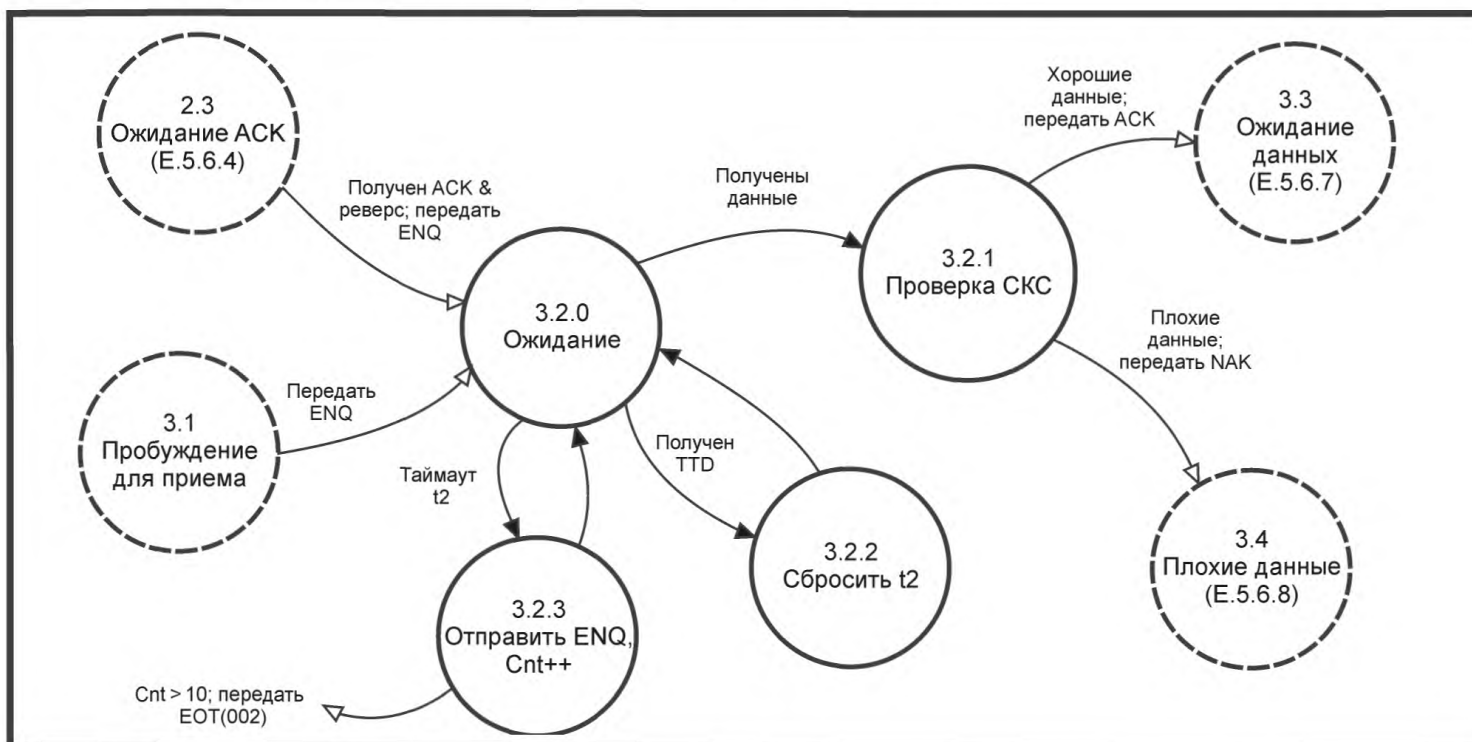 2.3
Ожидание ACK
(E.5.6.4)
Получен ACK &
реверс; передать
ENQ
3.1
Пробуждение
для приема
Передать
ENQ
3.2.0
Ожидание
Получены
данные
3.2.1
Проверка СКС
Хорошие
данные;
передать ACK
3.3
Ожидание
данных
(E.5.6.7)
Плохие
данные;
передать NAK
3.4
Плохие данные
(E.5.6.8)
Получен
TTD
3.2.2
Сбросить t2
Таймаут
t2
3.2.3
Отправить ENQ,
Cnt++
Cnt > 10; передать
EOT(002)